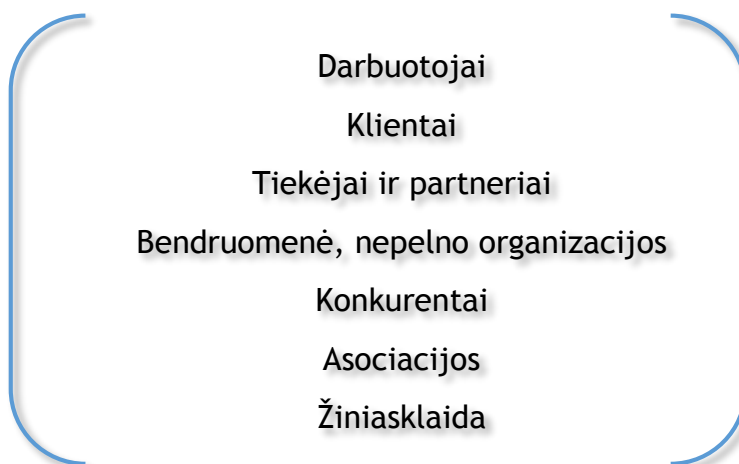 Darbuotojai
Klientai
Tiekėjai ir partneriai
Bendruomenė, nepelno organizacijos
Konkurentai
Asociacijos
Žiniasklaida